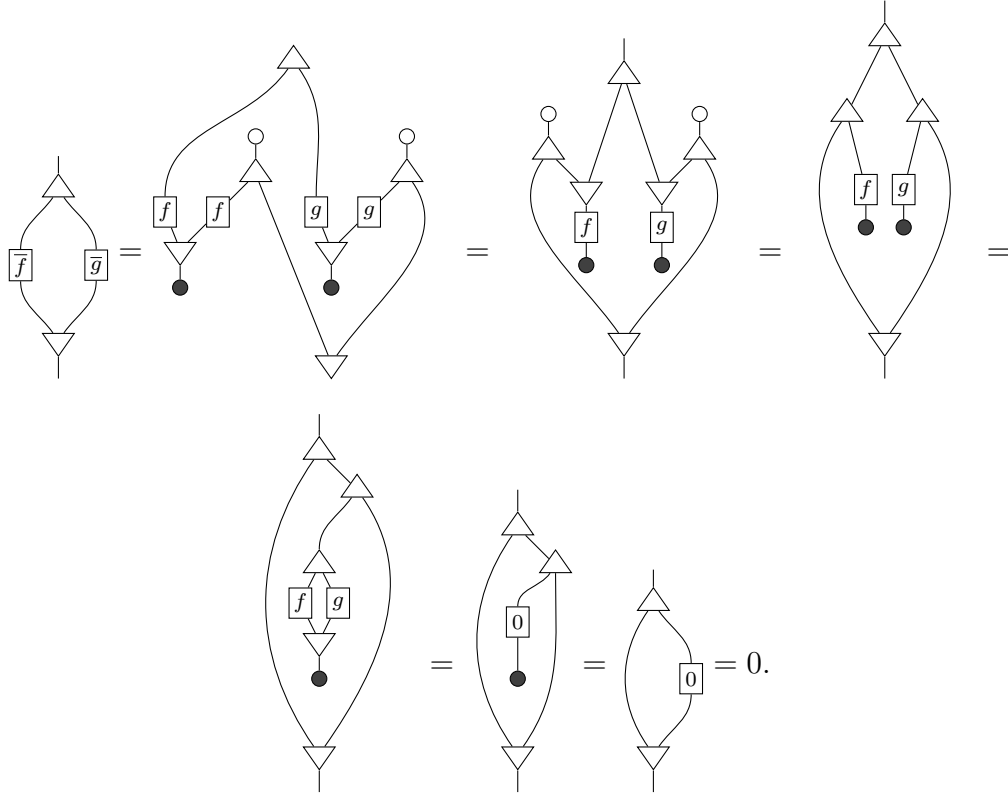 f̅ g̅ = f f g g = f g = f g =
f g = 0 = 0 = 0.